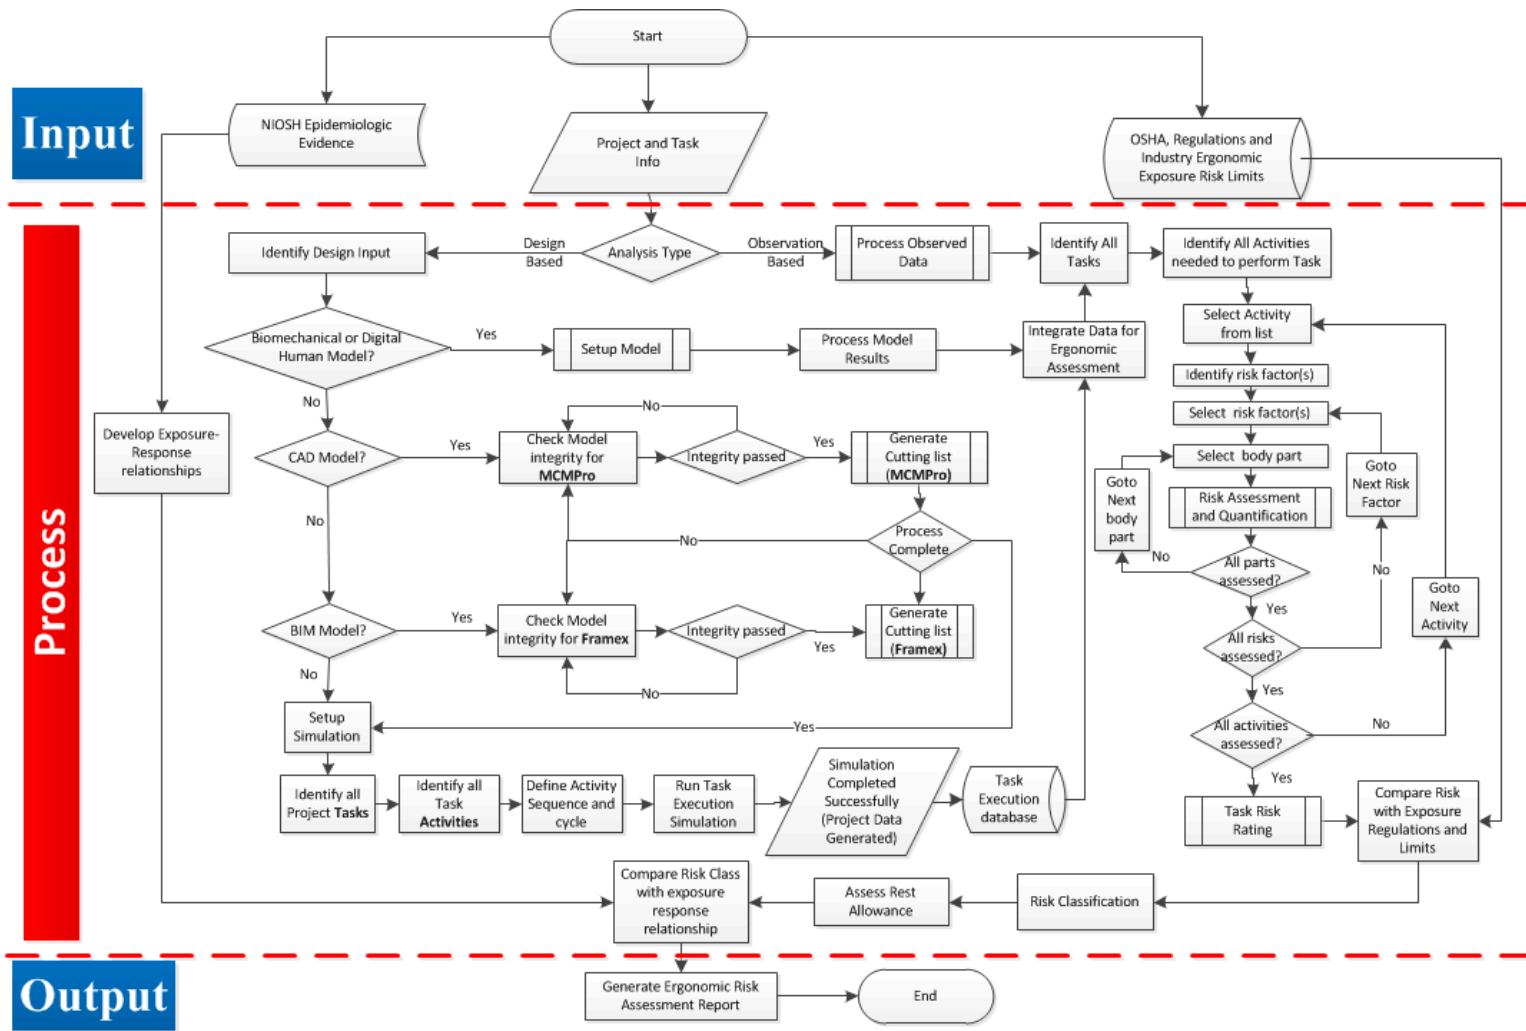 Start
Input
NIOSH Epidemiologic
Evidence
Project and Task
Info
OSHA, Regulations and
Industry Ergonomic
Exposure Risk Limits
Process
Identify Design Input
Design
Based
Analysis Type
Observation
Based
Process Observed
Data
Identify All
Tasks
Identify All Activities
needed to perform Task
Biomechanical or Digital
Human Model?
Yes
Setup Model
Process Model
Results
Integrate Data for
Ergonomic
Assessment
Select Activity
from list
Identify risk factor(s)
Select risk factor(s)
Select body part
Risk Assessment
and Quantification
Goto
Next
body
part
Goto
Next Risk
Factor
No
Develop Exposure-
Response
relationships
CAD Model?
Yes
Check Model
integrity for
MCMPro
No
Integrity passed
Yes
Generate
Cutting list
(MCMPro)
No
No
Process
Complete
No
All parts
assessed?
No
Yes
Goto
Next
Activity
BIM Model?
Yes
Check Model
integrity for Framex
Integrity passed
Yes
Generate
Cutting list
(Framex)
No
All risks
assessed?
Yes
No
Setup
Simulation
Yes
All activities
assessed?
No
Yes
Identify all
Project Tasks
Identify all
Task
Activities
Define Activity
Sequence and
cycle
Run Task
Execution
Simulation
Simulation
Completed
Successfully
(Project Data
Generated)
Task
Execution
database
Task Risk
Rating
Compare Risk
with Exposure
Regulations and
Limits
Compare Risk Class
with exposure
response
relationship
Assess Rest
Allowance
Risk Classification
Output
Generate Ergonomic Risk
Assessment Report
End